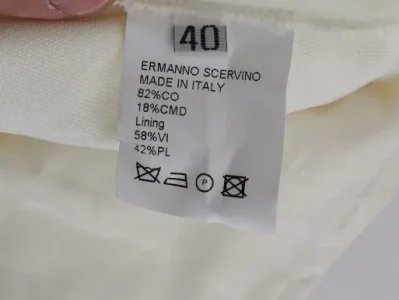 40
ERMANNO SCERVINO
MADE IN ITALY
82%CO
18%CMD
Lining
58%VI
42%PL
P